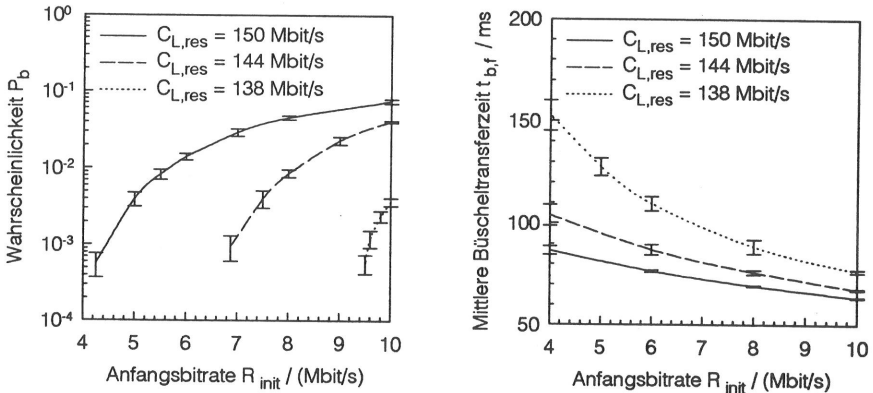 Wahrscheinlichkeit P_b
10^0
10^-1
10^-2
10^-3
10^-4
C_L,res = 150 Mbit/s
C_L,res = 144 Mbit/s
C_L,res = 138 Mbit/s
4 5 6 7 8 9 10
Anfangsbitrate R_init / (Mbit/s)
Mittlere Büscheltransferzeit t_b,f / ms
200
150
100
50
C_L,res = 150 Mbit/s
C_L,res = 144 Mbit/s
C_L,res = 138 Mbit/s
4 5 6 7 8 9 10
Anfangsbitrate R_init / (Mbit/s)